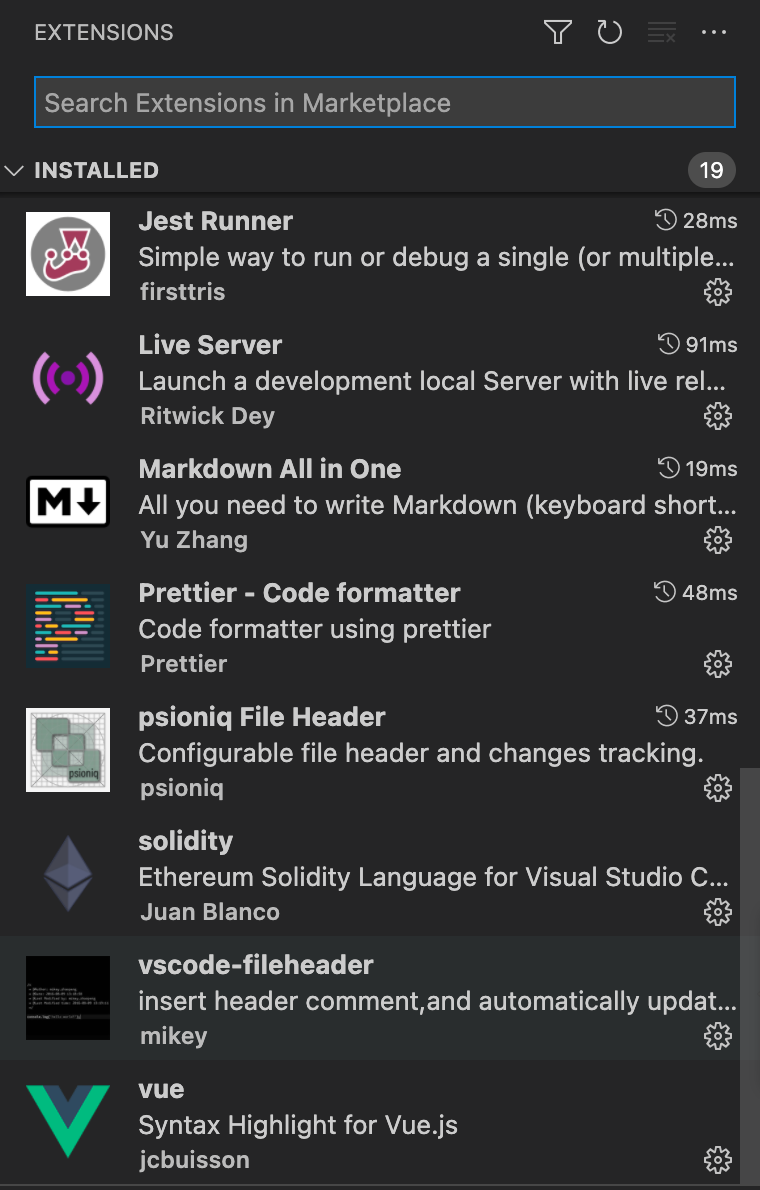 EXTENSIONS
Search Extensions in Marketplace
INSTALLED 19
Jest Runner 28ms
Simple way to run or debug a single (or multiple...
firsttris
Live Server 91ms
Launch a development local Server with live rel...
Ritwick Dey
Markdown All in One 19ms
All you need to write Markdown (keyboard short...
Yu Zhang
Prettier - Code formatter 48ms
Code formatter using prettier
Prettier
psioniq File Header 37ms
Configurable file header and changes tracking.
psioniq
psioniq
solidity
Ethereum Solidity Language for Visual Studio C...
Juan Blanco
vscode-fileheader
insert header comment,and automatically updat...
mikey
vue
Syntax Highlight for Vue.js
jcbuisson